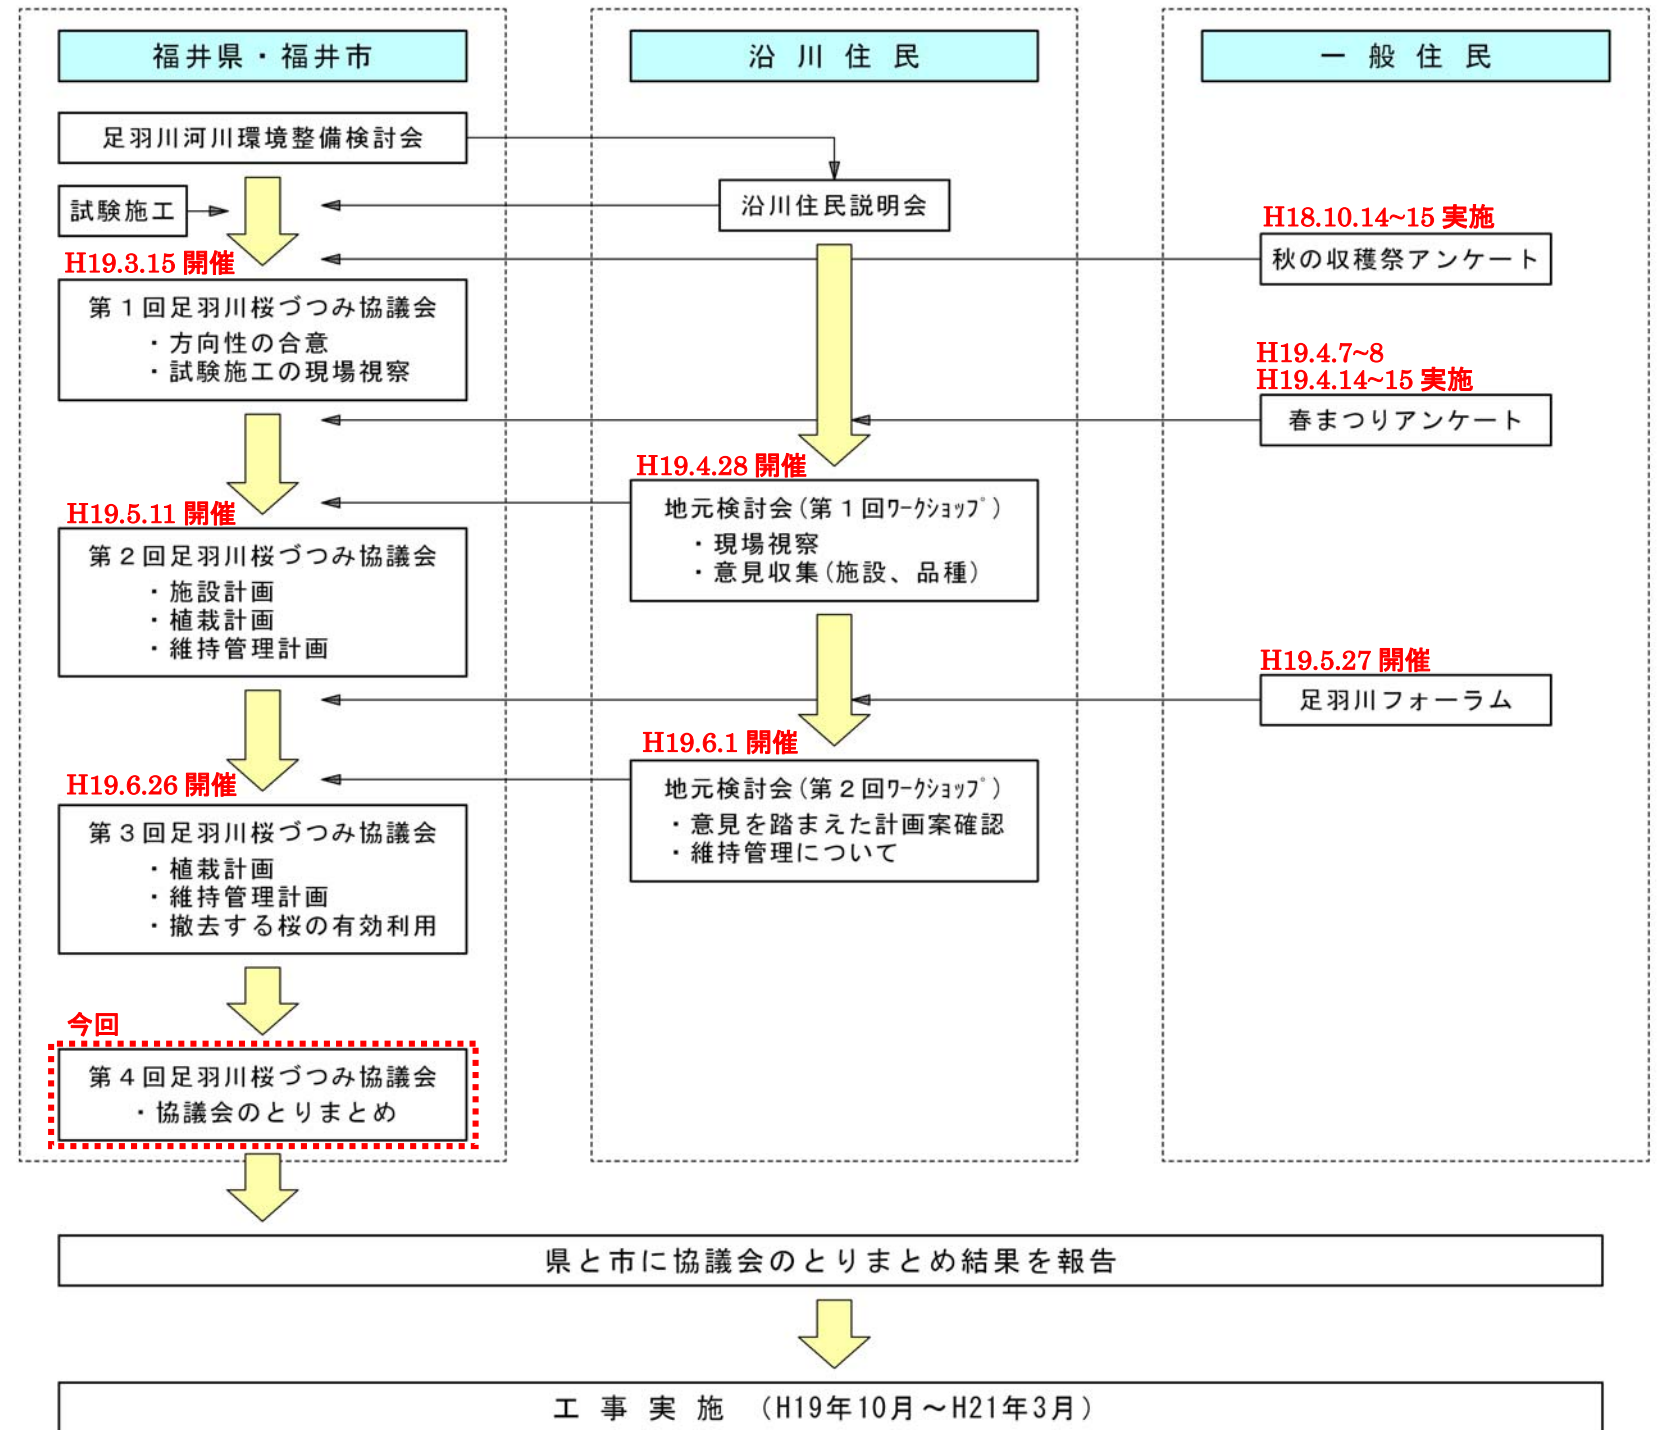 福井県・福井市
足羽川河川環境整備検討会
試験施工
H19.3.15 開催
第1回足羽川桜づつみ協議会
・方向性の合意
・試験施工の現場視察
H19.5.11 開催
第2回足羽川桜づつみ協議会
・施設計画
・植栽計画
・維持管理計画
H19.6.26 開催
第3回足羽川桜づつみ協議会
・植栽計画
・維持管理計画
・撤去する桜の有効利用
今回
第4回足羽川桜づつみ協議会
・協議会のとりまとめ
沿川住民
沿川住民説明会
H19.4.28 開催
地元検討会(第1回ﾜｰｸｼｮｯﾌﾟ)
・現場視察
・意見収集(施設、品種)
H19.6.1 開催
地元検討会(第2回ﾜｰｸｼｮｯﾌﾟ)
・意見を踏まえた計画案確認
・維持管理について
一般住民
H18.10.14~15 実施
秋の収穫祭アンケート
H19.4.7~8
H19.4.14~15 実施
春まつりアンケート
H19.5.27 開催
足羽川フォーラム
県と市に協議会のとりまとめ結果を報告
工事実施 (H19年10月～H21年3月)